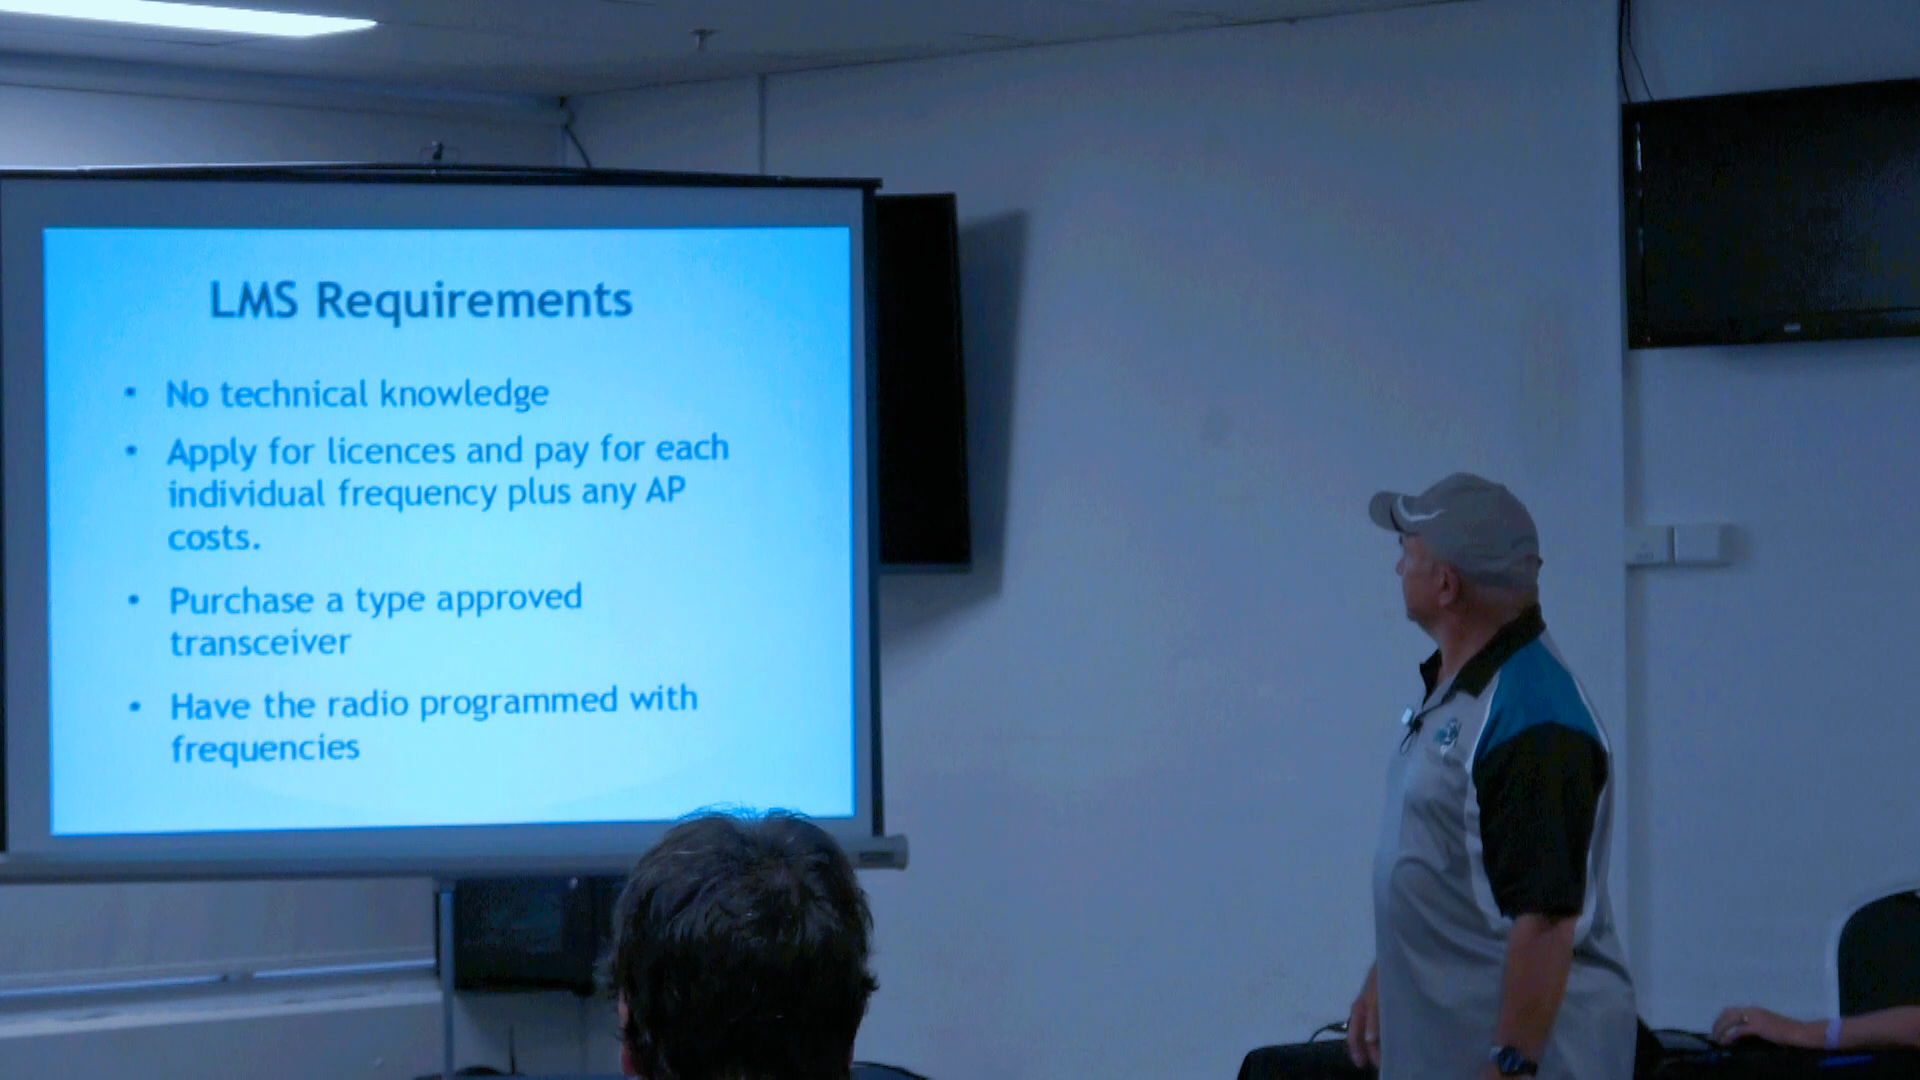 LMS Requirements
• No technical knowledge
• Apply for licences and pay for each
individual frequency plus any AP
costs.
• Purchase a type approved
transceiver
• Have the radio programmed with
frequencies